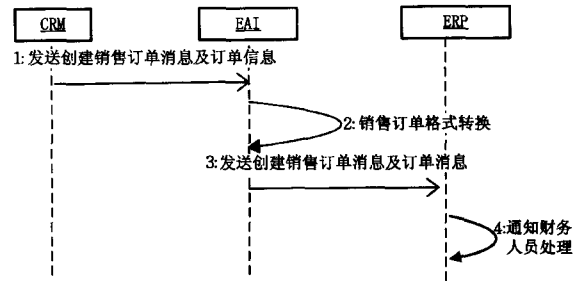 CRM
EAI
ERP
1:发送创建销售订单消息及订单信息
2:销售订单格式转换
3:发送创建销售订单消息及订单消息
4:通知财务
人员处理